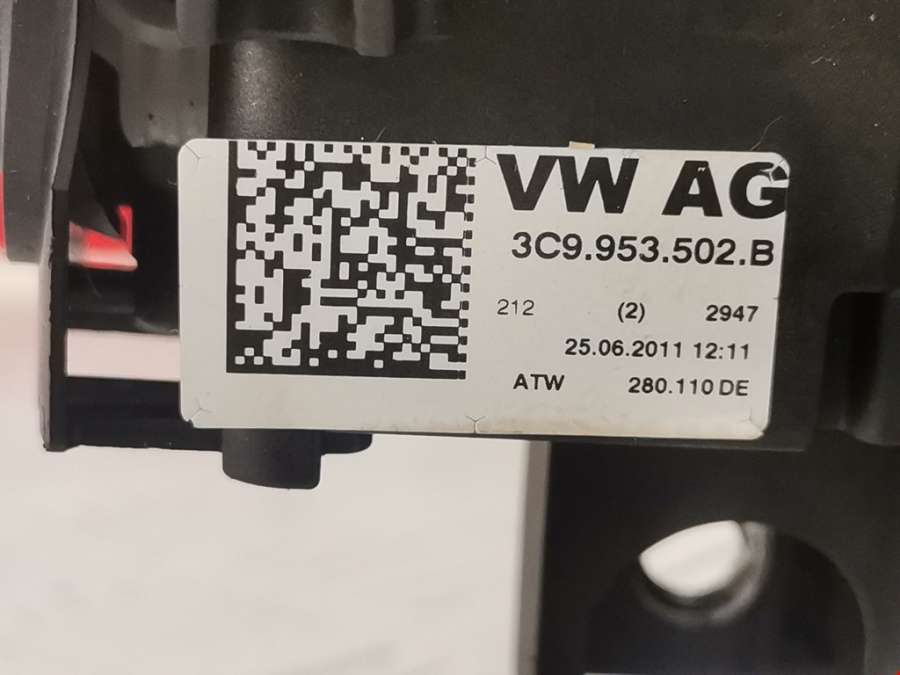 VW AG
3C9.953.502.B
212 (2) 2947
25.06.2011 12:11
ATW 280.110 DE